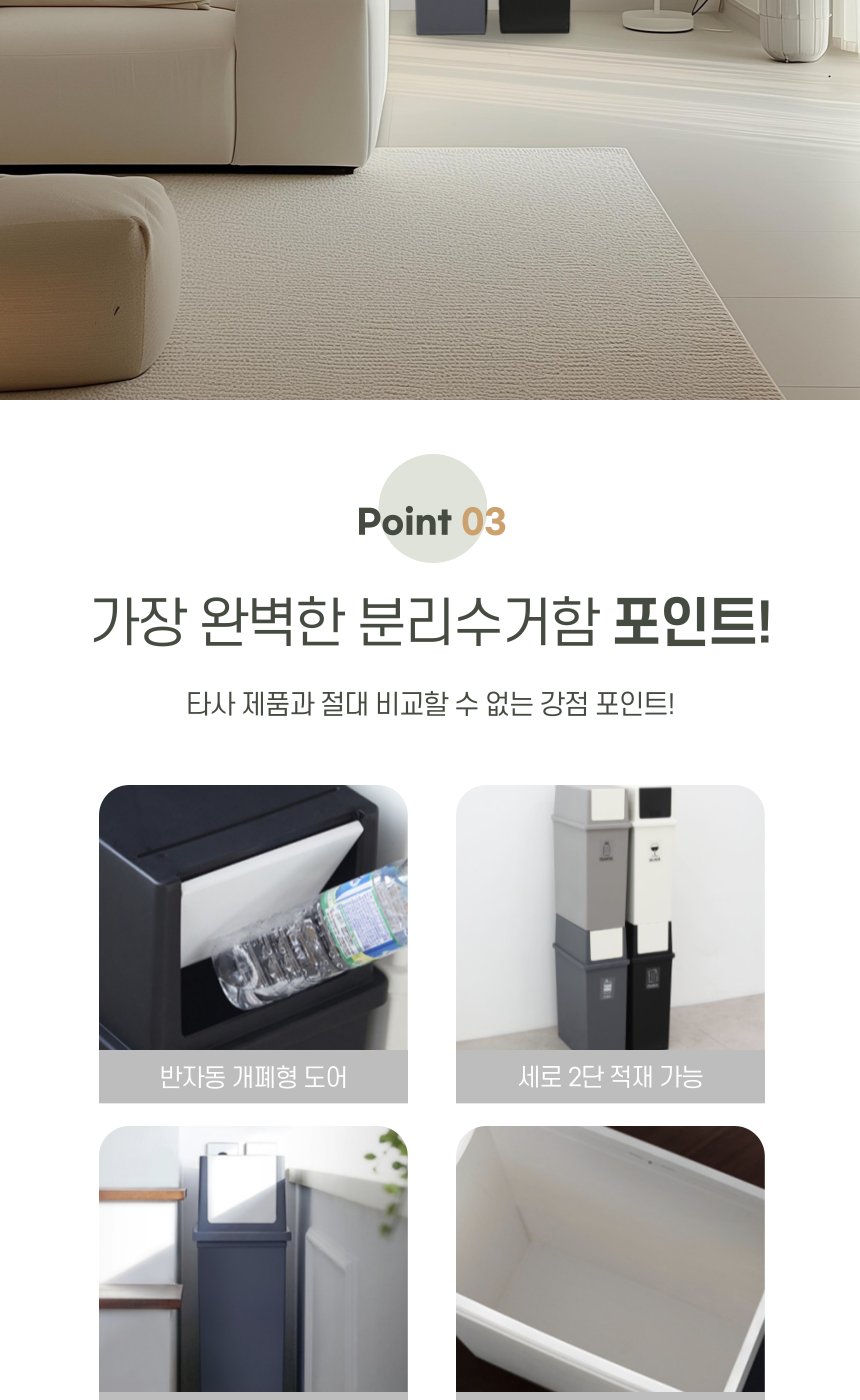 Point 03
가장 완벽한 분리수거함 포인트!
타사 제품과 절대 비교할 수 없는 강점 포인트!
반자동 개폐형 도어
세로 2단 적재 가능